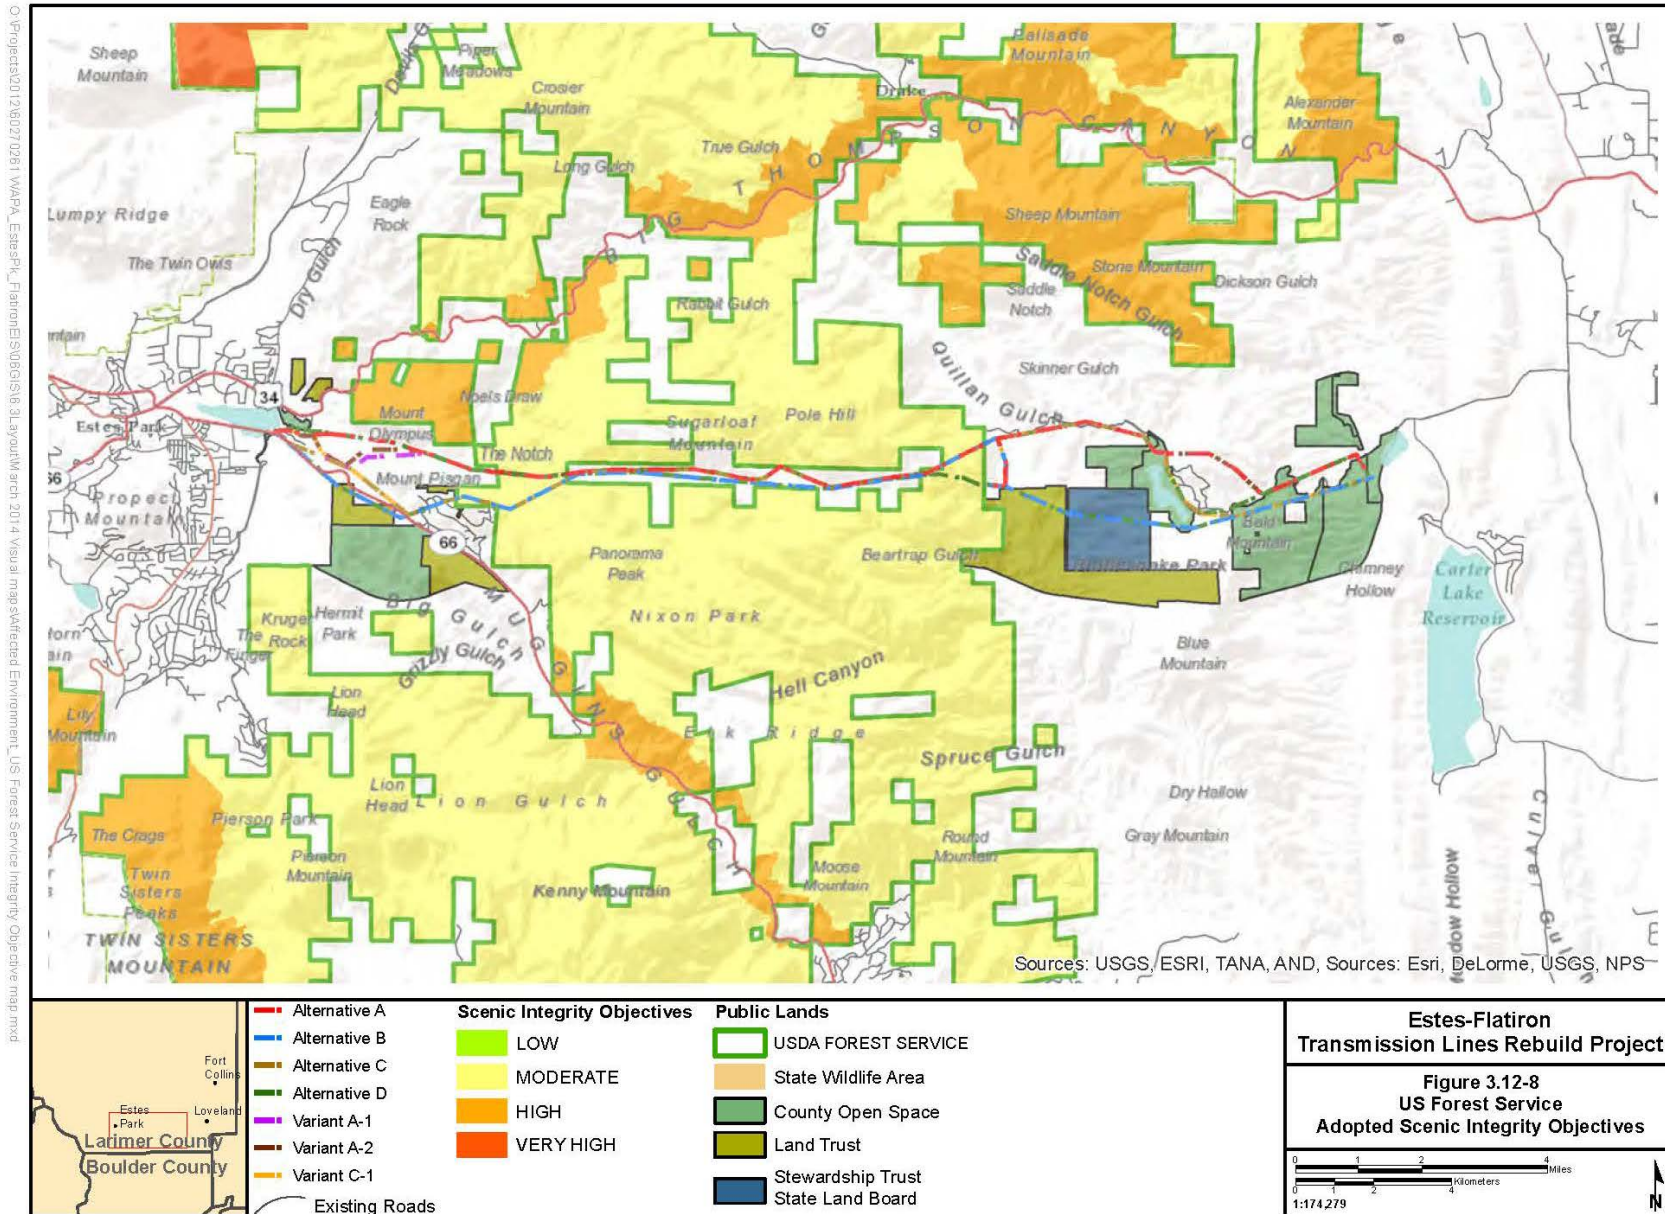 Sheep
Mountain
Piper
Meadows
Crosier
Mountain
Palisade
Mountain
Drake
Alexander
Mountain
True Gulch
Long Gulch
BIG THOMPSON CANYON
Eagle
Rock
Lumpy Ridge
The Twin Owls
Dry Gulch
Sheep Mountain
Stone Mountain
Saddle Notch Gulch
Saddle
Notch
Dickson Gulch
Rabbit Gulch
Skinner Gulch
Quillan Gulch
34
Noels Draw
Mount
Olympus
Sugarloaf
Mountain
Pole Hill
Estes Park
The Notch
Mount Pisgah
66
Propect
Mountain
66
Panorama
Peak
Beartrap Gulch
Bald
Mountain
Chimney
Hollow
Carter
Lake
Reservoir
Nixon Park
Kruger
Rock
Hermit
Park
The
Finger
Big Gulch
Grizzly Gulch
MUGGINS GULCH
Blue
Mountain
Hell Canyon
Lion
Head
Lily
Mountain
Elk Ridge
Spruce Gulch
Lion
Head
Lion Gulch
Dry Hallow
Pierson Park
The Crags
Gray Mountain
Round
Mountain
Pierson
Mountain
Twin
Sisters
Peaks
Moose
Mountain
Kenny Mountain
TWIN SISTERS
MOUNTAIN
Culver Gulch
Sources: USGS, ESRI, TANA, AND, Sources: Esri, DeLorme, USGS, NPS
Fort
Collins
Estes
Park
Loveland
Larimer County
Boulder County
Alternative A
Alternative B
Alternative C
Alternative D
Variant A-1
Variant A-2
Variant C-1
Existing Roads
Scenic Integrity Objectives
LOW
MODERATE
HIGH
VERY HIGH
Public Lands
USDA FOREST SERVICE
State Wildlife Area
County Open Space
Land Trust
Stewardship Trust
State Land Board
Estes-Flatiron
Transmission Lines Rebuild Project
Figure 3.12-8
US Forest Service
Adopted Scenic Integrity Objectives
0 1 2 4
Miles
Kilometers
0 1 2 4
1:174,279
N